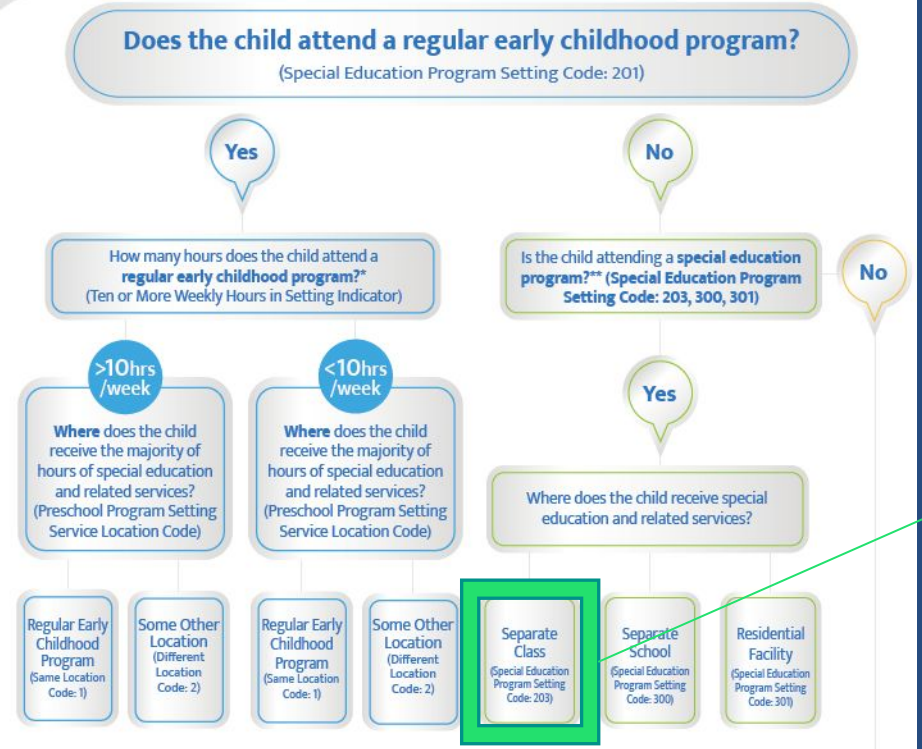 Does the child attend a regular early childhood program?
(Special Education Program Setting Code: 201)
Yes
No
How many hours does the child attend a
regular early childhood program?*
(Ten or More Weekly Hours in Setting Indicator)
Is the child attending a special education
program?** (Special Education Program
Setting Code: 203, 300, 301)
No
>10hrs
/week
Where does the child
receive the majority of
hours of special education
and related services?
(Preschool Program Setting
Service Location Code)
<10hrs
/week
Where does the child
receive the majority of
hours of special education
and related services?
(Preschool Program Setting
Service Location Code)
Yes
Where does the child receive special
education and related services?
Regular Early
Childhood
Program
(Same Location
Code: 1)
Some Other
Location
(Different
Location
Code: 2)
Regular Early
Childhood
Program
(Same Location
Code: 1)
Some Other
Location
(Different
Location
Code: 2)
Separate
Class
(Special Education
Program Setting
Code: 203)
Separate
School
(Special Education
Program Setting
Code: 300)
Residential
Facility
(Special Education
Program Setting
Code: 301)